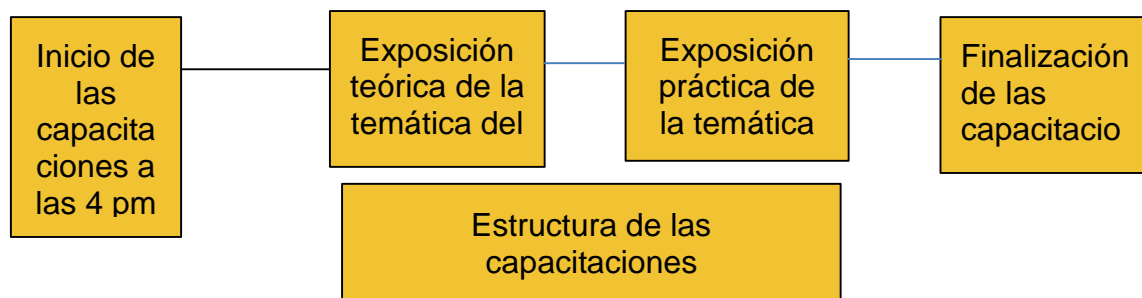 Inicio de
las
capacita
ciones a
las 4 pm
Exposición
teórica de la
temática del
Exposición
práctica de
la temática
Finalización
de las
capacitacio
Estructura de las
capacitaciones